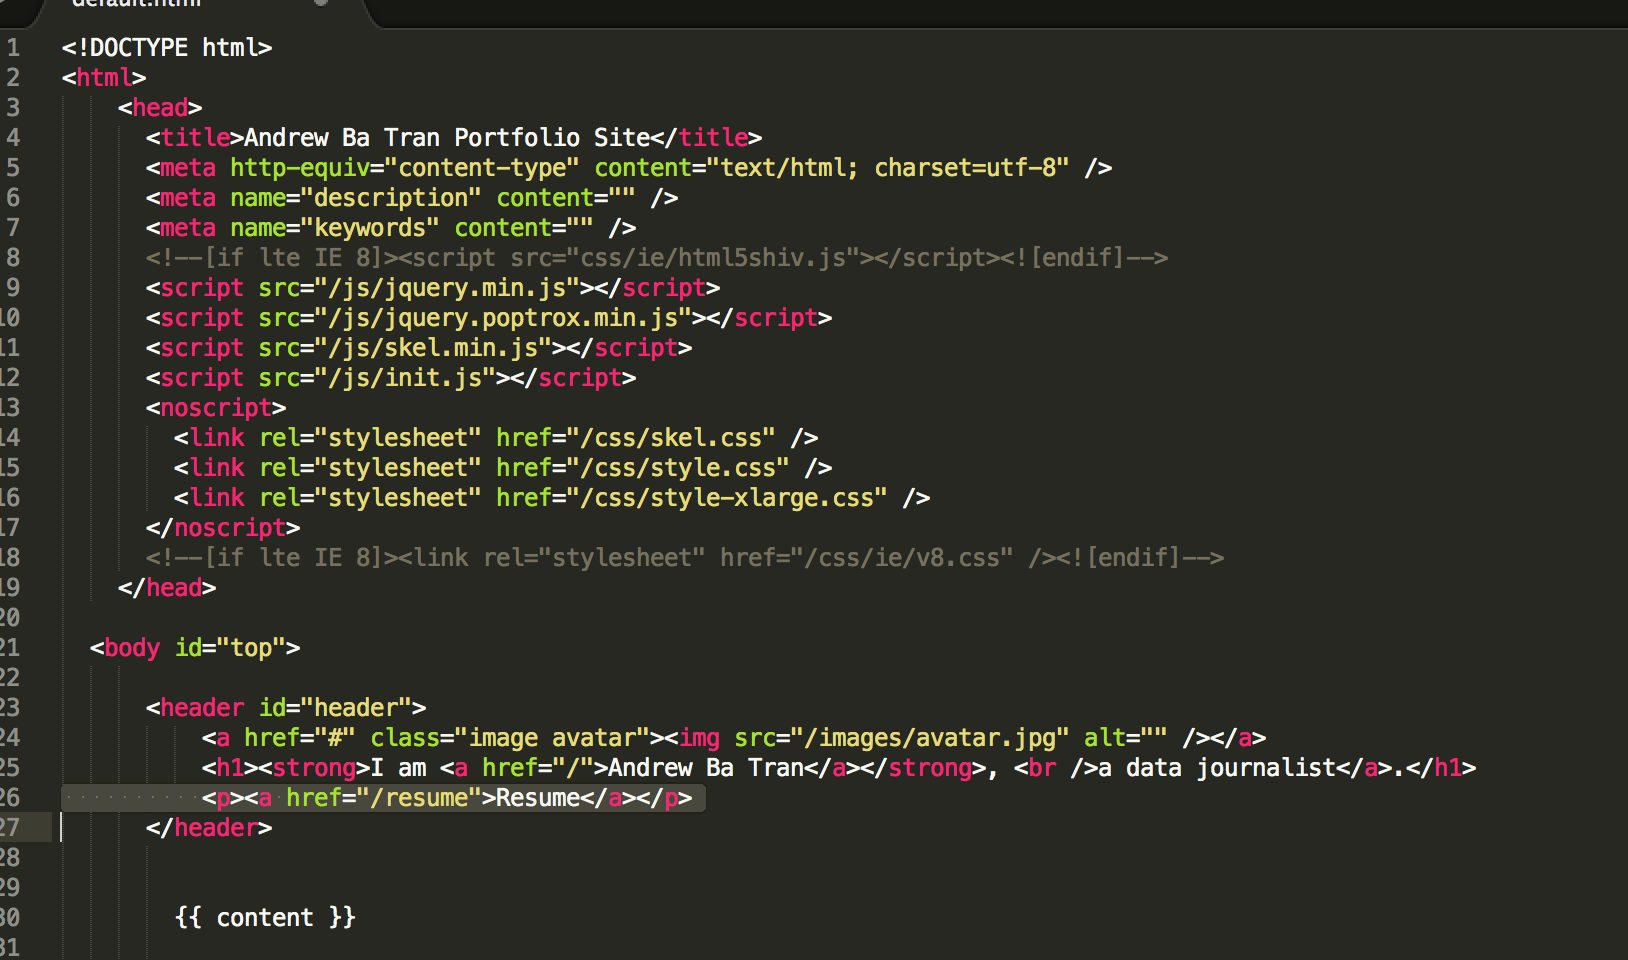 default.html
1 <!DOCTYPE html>
2 <html>
3 <head>
4 <title>Andrew Ba Tran Portfolio Site</title>
5 <meta http-equiv="content-type" content="text/html; charset=utf-8" />
6 <meta name="description" content="" />
7 <meta name="keywords" content="" />
8 <!--[if lte IE 8]><script src="css/ie/html5shiv.js"></script><![endif]-->
9 <script src="/js/jquery.min.js"></script>
10 <script src="/js/jquery.poptrox.min.js"></script>
11 <script src="/js/skel.min.js"></script>
12 <script src="/js/init.js"></script>
13 <noscript>
14 <link rel="stylesheet" href="/css/skel.css" />
15 <link rel="stylesheet" href="/css/style.css" />
16 <link rel="stylesheet" href="/css/style-xlarge.css" />
17 </noscript>
18 <!--[if lte IE 8]><link rel="stylesheet" href="/css/ie/v8.css" /><![endif]-->
19 </head>
20
21 <body id="top">
22
23 <header id="header">
24 <a href="#" class="image avatar"><img src="/images/avatar.jpg" alt="" /></a>
25 <h1><strong>I am <a href="/">Andrew Ba Tran</a></strong>, <br />a data journalist</a>.</h1>
26 <p><a href="/resume">Resume</a></p>
27 </header>
28
29
30 {{ content }}
31